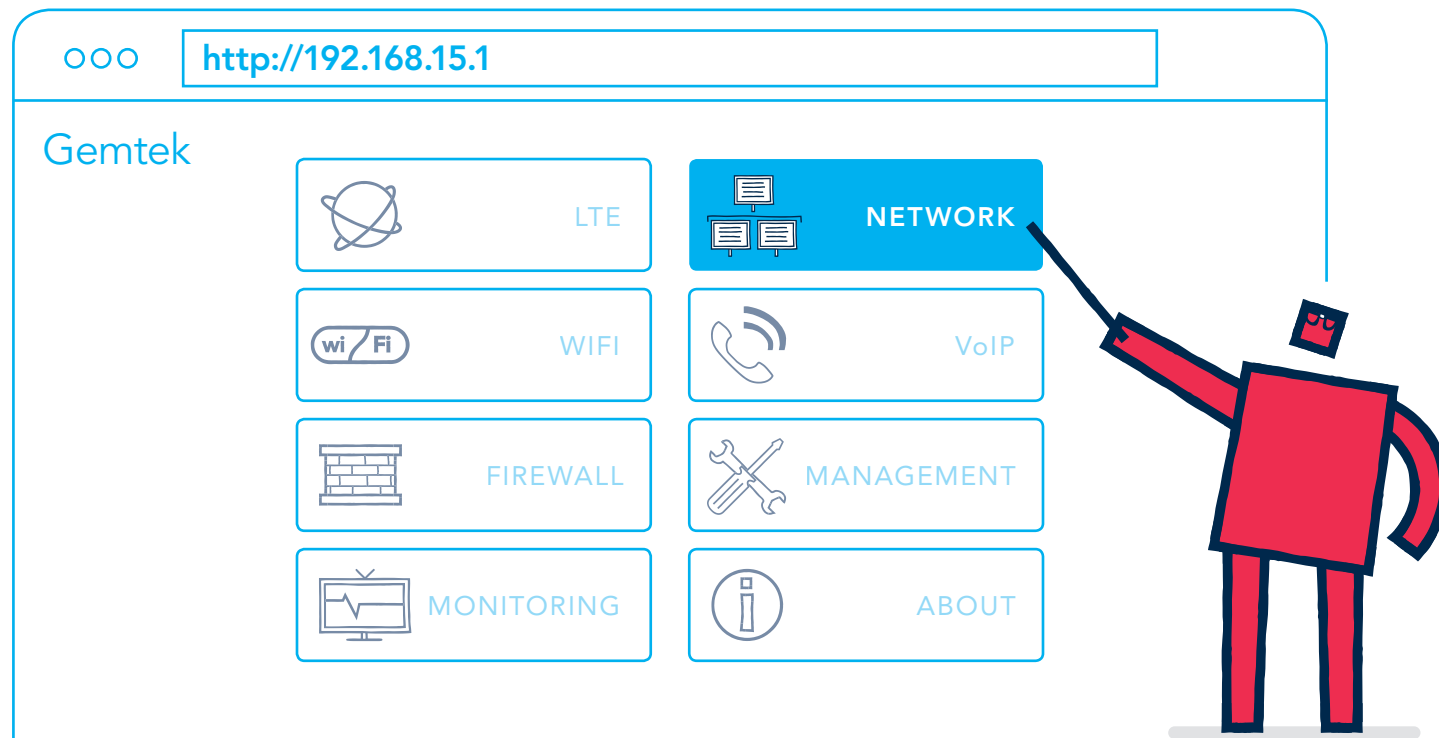 http://192.168.15.1
Gemtek
LTE
NETWORK
wi Fi
WIFI
VoIP
FIREWALL
MANAGEMENT
MONITORING
ABOUT